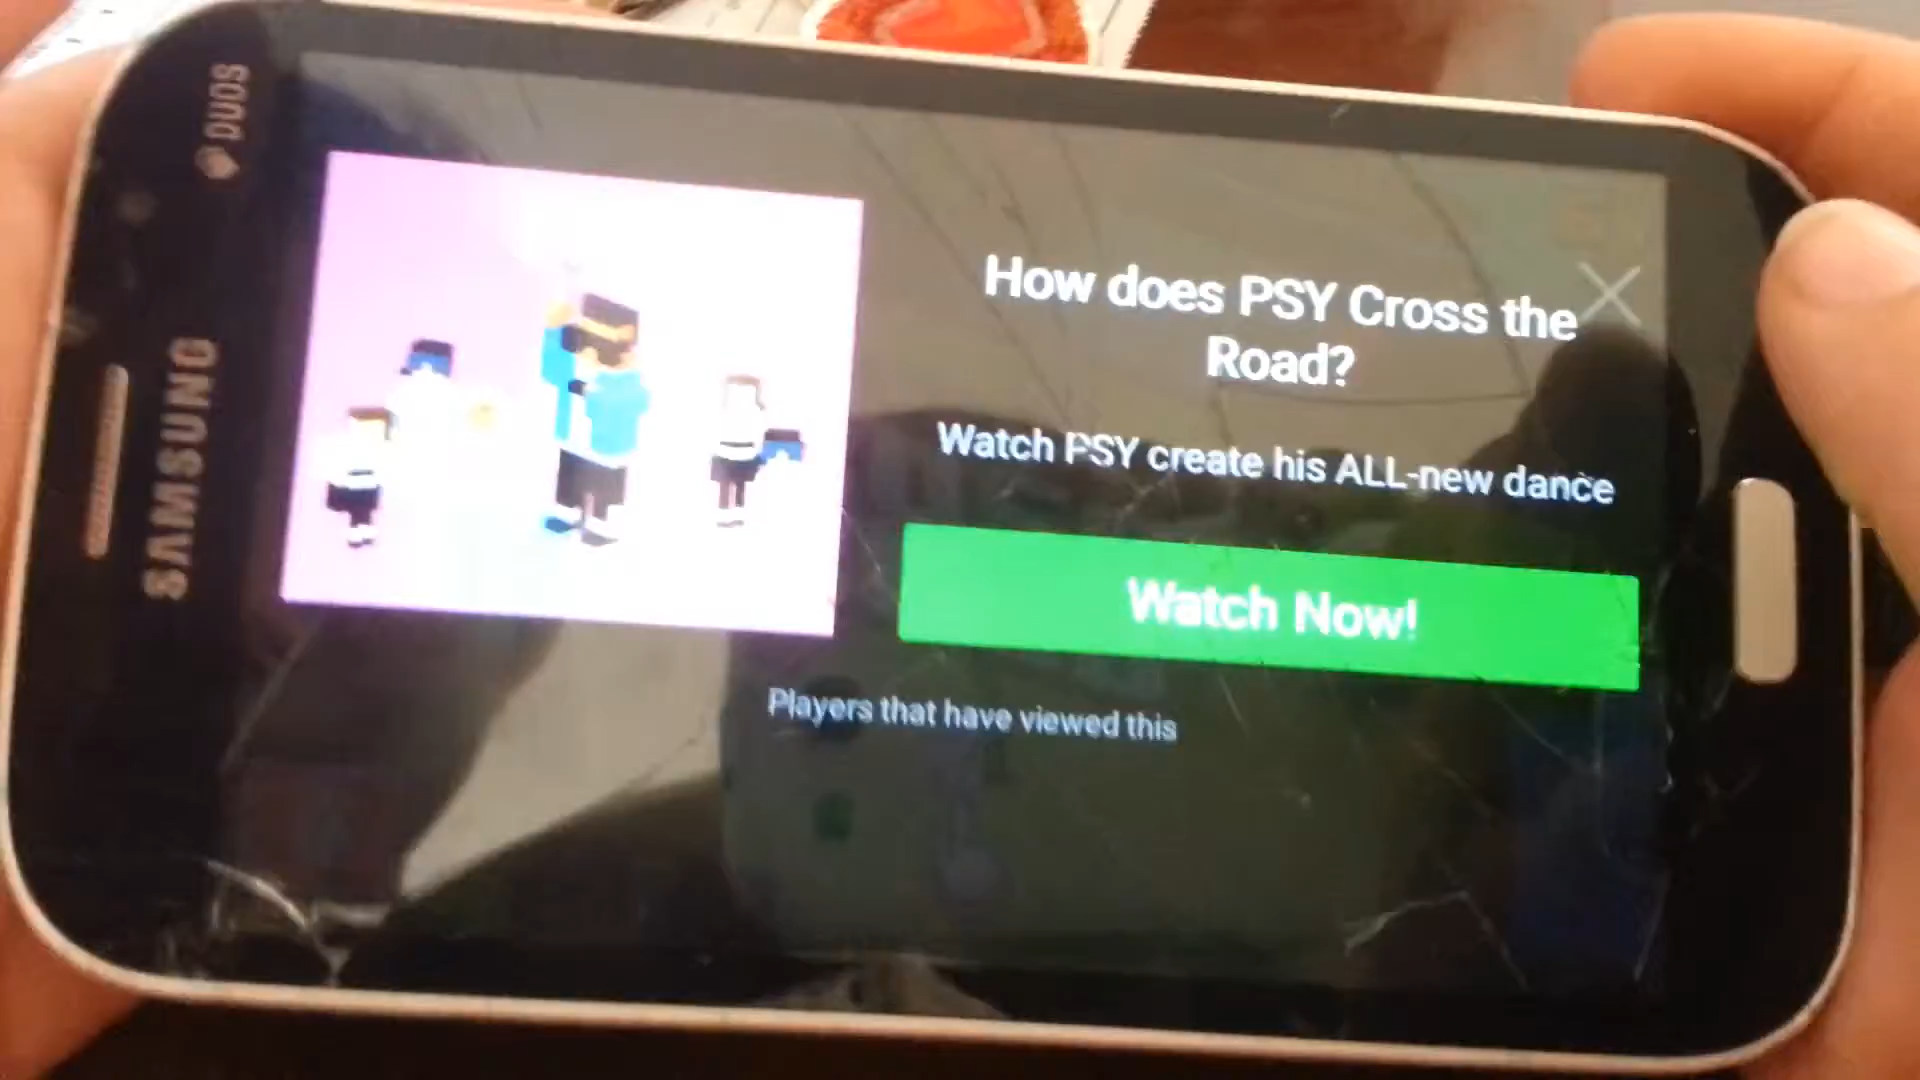 DUOS
SAMSUNG
How does PSY Cross the
Road?
Watch PSY create his ALL-new dance
Watch Now!
Players that have viewed this